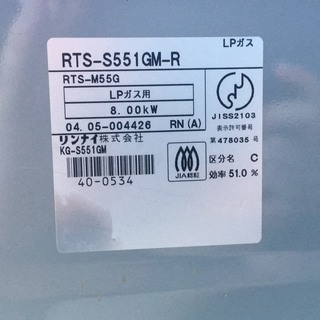 LPガス
RTS-S551GM-R
RTS-M55G
LPガス用
8.00kW
04.05-004426 RN(A)
リンナイ株式会社
KG-S551GM
40-0534
JISS2103
表示許可番号
第478035号
JIA認証
区分名 C
効率 51.0 %